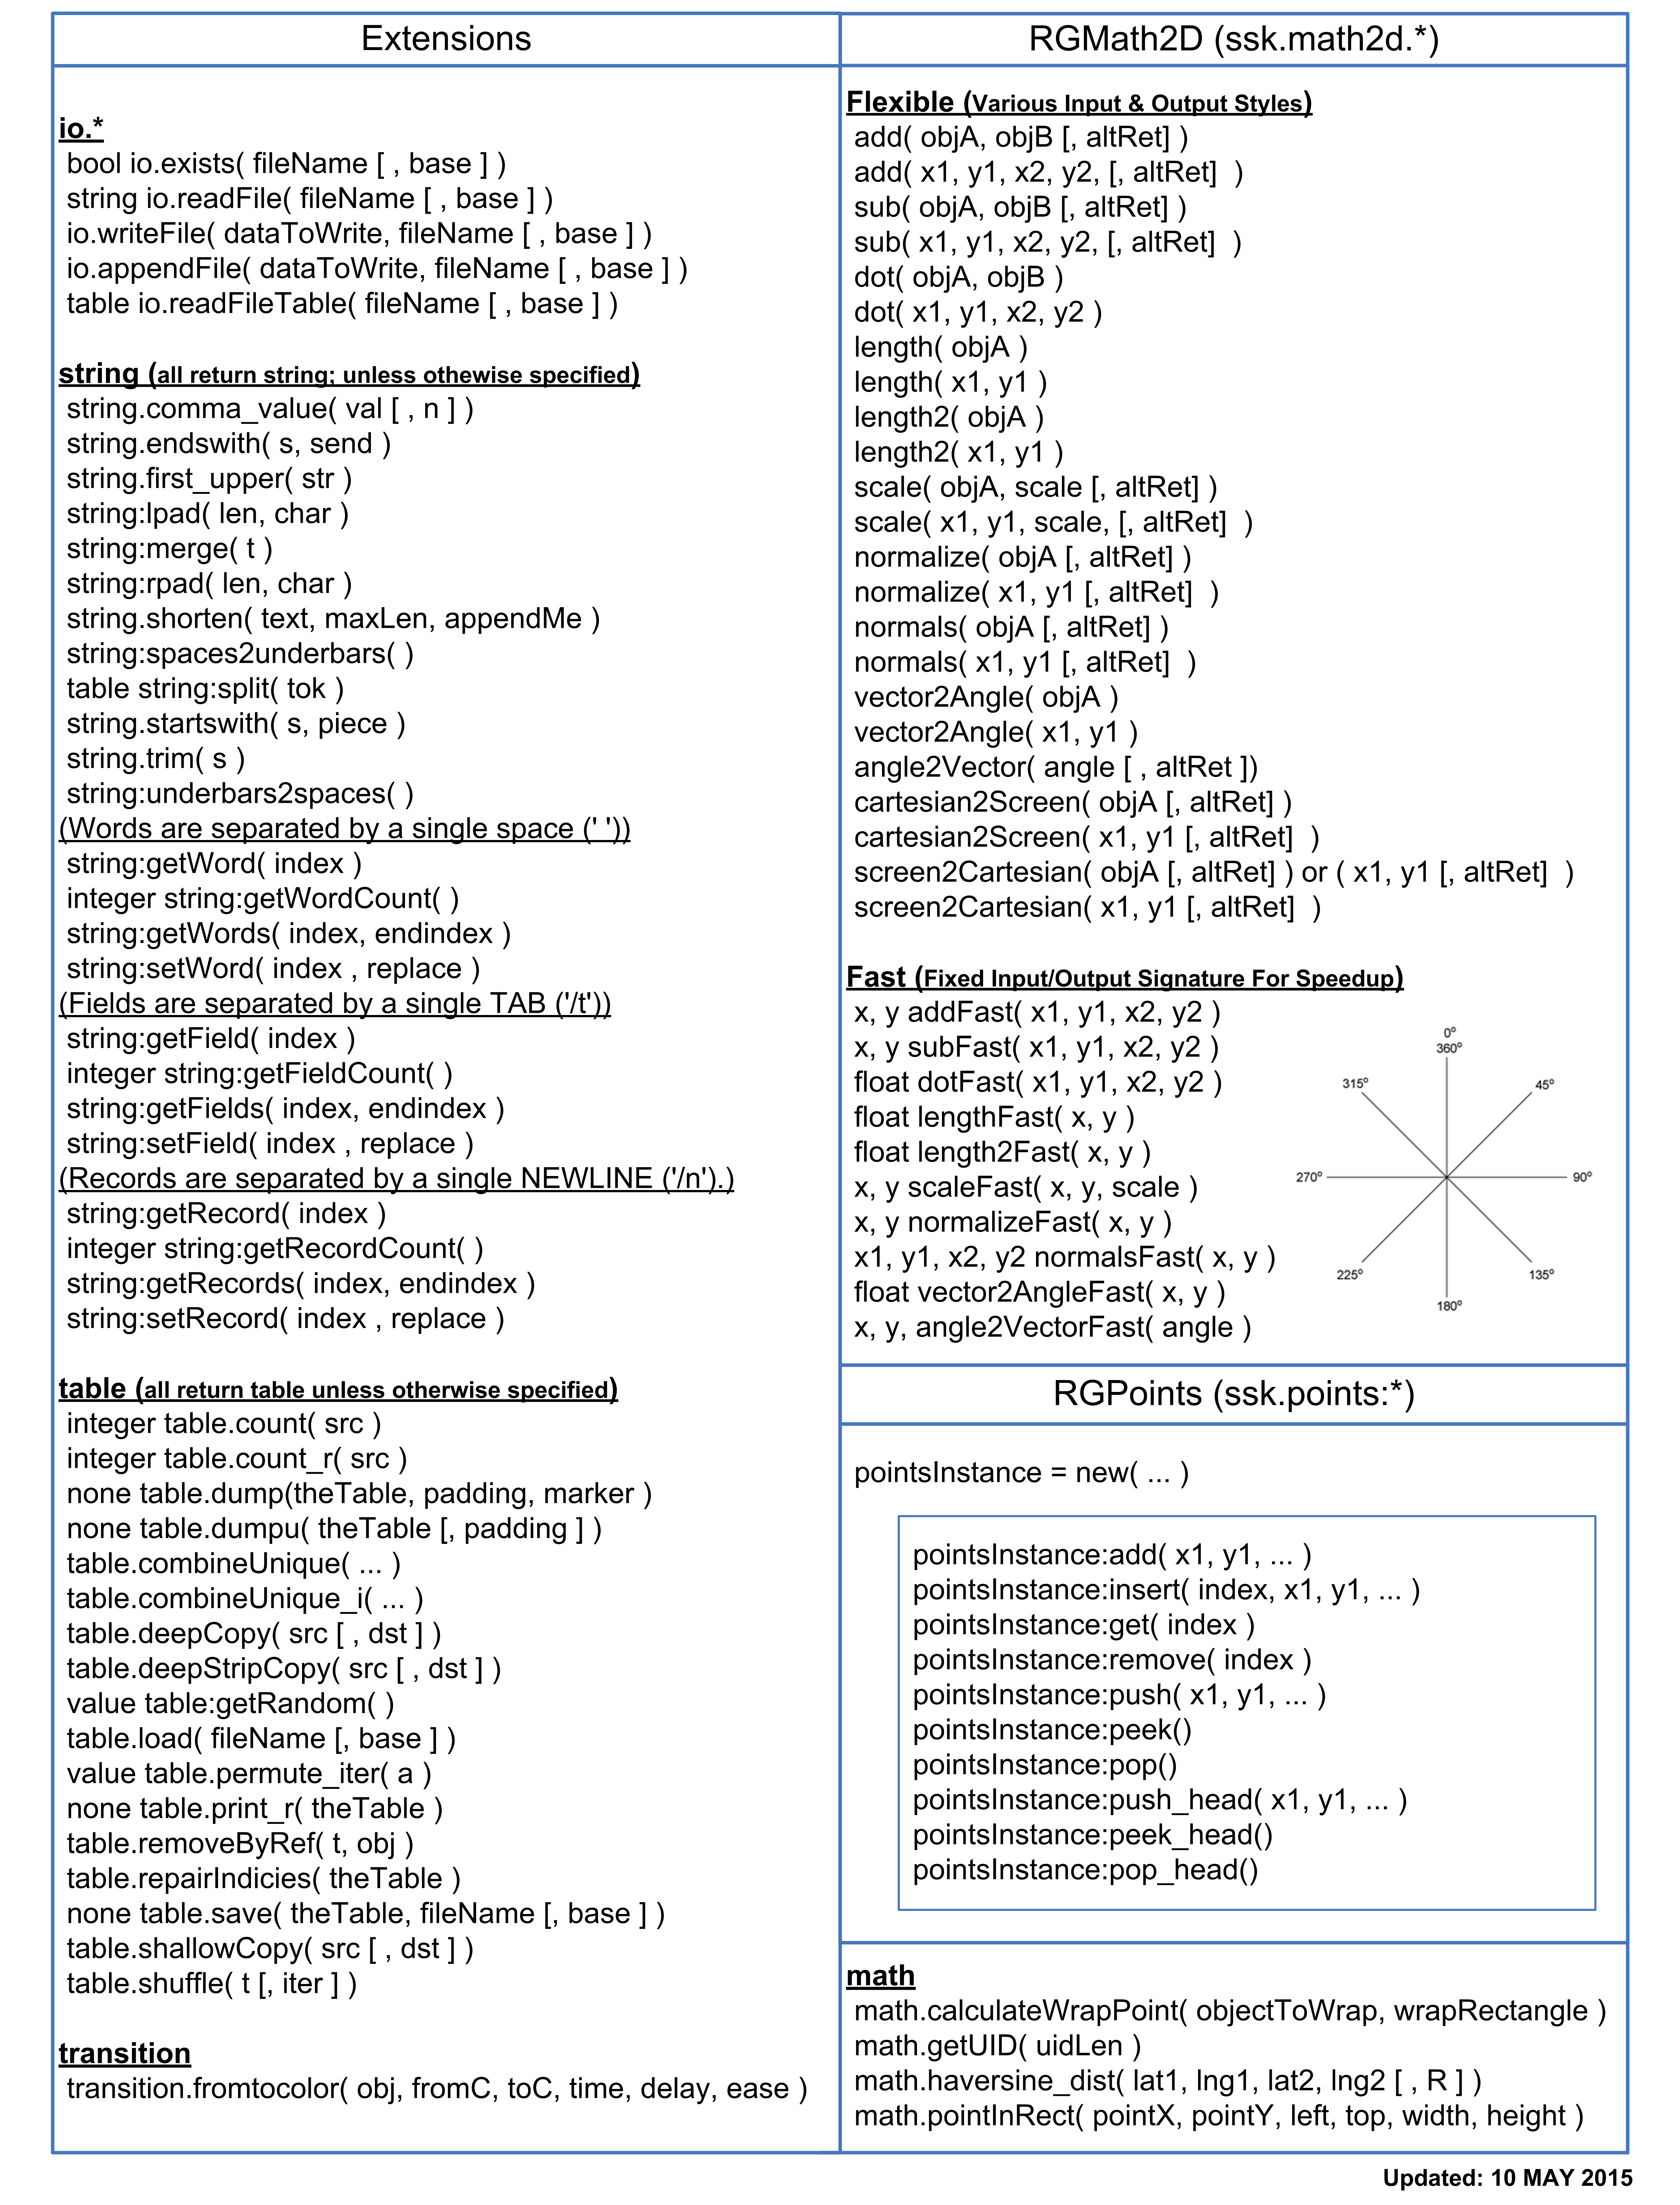 Extensions
io.*
bool io.exists( fileName [ , base ] )
string io.readFile( fileName [ , base ] )
io.writeFile( dataToWrite, fileName [ , base ] )
io.appendFile( dataToWrite, fileName [ , base ] )
table io.readFileTable( fileName [ , base ] )
string (all return string; unless othewise specified)
string.comma_value( val [ , n ] )
string.endswith( s, send )
string.first_upper( str )
string:lpad( len, char )
string:merge( t )
string:rpad( len, char )
string.shorten( text, maxLen, appendMe )
string:spaces2underbars( )
table string:split( tok )
string.startswith( s, piece )
string.trim( s )
string:underbars2spaces( )
(Words are separated by a single space (' '))
string:getWord( index )
integer string:getWordCount( )
string:getWords( index, endindex )
string:setWord( index , replace )
(Fields are separated by a single TAB ('/t'))
string:getField( index )
integer string:getFieldCount( )
string:getFields( index, endindex )
string:setField( index , replace )
(Records are separated by a single NEWLINE ('/n').)
string:getRecord( index )
integer string:getRecordCount( )
string:getRecords( index, endindex )
string:setRecord( index , replace )
table (all return table unless otherwise specified)
integer table.count( src )
integer table.count_r( src )
none table.dump(theTable, padding, marker )
none table.dumpu( theTable [, padding ] )
table.combineUnique( ... )
table.combineUnique_i( ... )
table.deepCopy( src [ , dst ] )
table.deepStripCopy( src [ , dst ] )
value table:getRandom( )
table.load( fileName [, base ] )
value table.permute_iter( a )
none table.print_r( theTable )
table.removeByRef( t, obj )
table.repairIndicies( theTable )
none table.save( theTable, fileName [, base ] )
table.shallowCopy( src [ , dst ] )
table.shuffle( t [, iter ] )
transition
transition.fromtocolor( obj, fromC, toC, time, delay, ease )
RGMath2D (ssk.math2d.*)
Flexible (Various Input & Output Styles)
add( objA, objB [, altRet] )
add( x1, y1, x2, y2, [, altRet] )
sub( objA, objB [, altRet] )
sub( x1, y1, x2, y2, [, altRet] )
dot( objA, objB )
dot( x1, y1, x2, y2 )
length( objA )
length( x1, y1 )
length2( objA )
length2( x1, y1 )
scale( objA, scale [, altRet] )
scale( x1, y1, scale, [, altRet] )
normalize( objA [, altRet] )
normalize( x1, y1 [, altRet] )
normals( objA [, altRet] )
normals( x1, y1 [, altRet] )
vector2Angle( objA )
vector2Angle( x1, y1 )
angle2Vector( angle [ , altRet ])
cartesian2Screen( objA [, altRet] )
cartesian2Screen( x1, y1 [, altRet] )
screen2Cartesian( objA [, altRet] ) or ( x1, y1 [, altRet] )
screen2Cartesian( x1, y1 [, altRet] )
Fast (Fixed Input/Output Signature For Speedup)
x, y addFast( x1, y1, x2, y2 )
x, y subFast( x1, y1, x2, y2 )
float dotFast( x1, y1, x2, y2 )
float lengthFast( x, y )
float length2Fast( x, y )
x, y scaleFast( x, y, scale )
x, y normalizeFast( x, y )
x1, y1, x2, y2 normalsFast( x, y )
float vector2AngleFast( x, y )
x, y, angle2VectorFast( angle )
0º
360º
315º
45º
270º
90º
225º
135º
180º
RGPoints (ssk.points:*)
pointsInstance = new( ... )
pointsInstance:add( x1, y1, ... )
pointsInstance:insert( index, x1, y1, ... )
pointsInstance:get( index )
pointsInstance:remove( index )
pointsInstance:push( x1, y1, ... )
pointsInstance:peek()
pointsInstance:pop()
pointsInstance:push_head( x1, y1, ... )
pointsInstance:peek_head()
pointsInstance:pop_head()
math
math.calculateWrapPoint( objectToWrap, wrapRectangle )
math.getUID( uidLen )
math.haversine_dist( lat1, lng1, lat2, lng2 [ , R ] )
math.pointInRect( pointX, pointY, left, top, width, height )
Updated: 10 MAY 2015